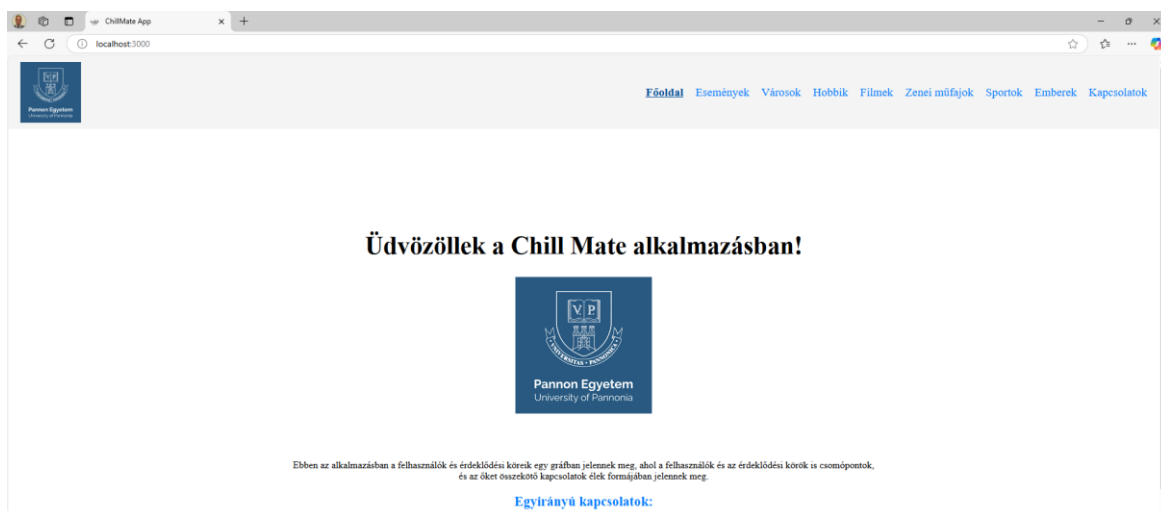 ChillMate App
localhost:3000
Pannon Egyetem
University of Pannonia
Főoldal Események Városok Hobbik Filmek Zenei műfajok Sportok Emberek Kapcsolatok
Üdvözöllek a Chill Mate alkalmazásban!
V P
UNIVERSITAS • PANNONICA
Pannon Egyetem
University of Pannonia
Ebben az alkalmazásban a felhasználók és érdeklődési köreik egy gráfban jelennek meg, ahol a felhasználók és az érdeklődési körök is csomópontok,
és az őket összekötő kapcsolatok élek formájában jelennek meg.
Egyirányú kapcsolatok: